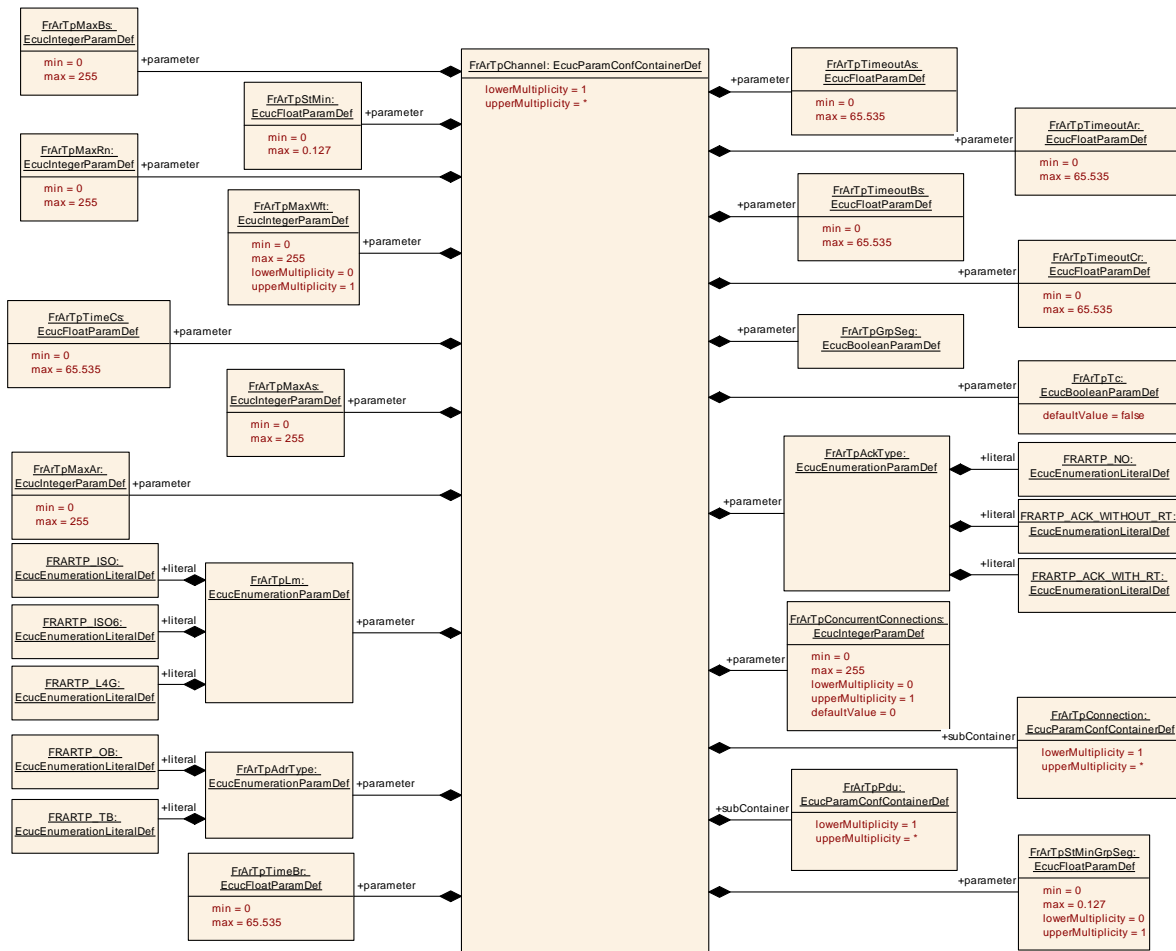 FrArTpMaxBs:
EcucIntegerParamDef
min = 0
max = 255
+parameter
FrArTpStMin:
EcucFloatParamDef
min = 0
max = 0.127
+parameter
FrArTpMaxRn:
EcucIntegerParamDef
min = 0
max = 255
+parameter
FrArTpMaxWft:
EcucIntegerParamDef
min = 0
max = 255
lowerMultiplicity = 0
upperMultiplicity = 1
+parameter
FrArTpTimeCs:
EcucFloatParamDef
min = 0
max = 65.535
+parameter
FrArTpMaxAs:
EcucIntegerParamDef
min = 0
max = 255
+parameter
FrArTpMaxAr:
EcucIntegerParamDef
min = 0
max = 255
+parameter
FRARTP_ISO:
EcucEnumerationLiteralDef
+literal
FRARTP_ISO6:
EcucEnumerationLiteralDef
+literal
FRARTP_L4G:
EcucEnumerationLiteralDef
+literal
FrArTpLm:
EcucEnumerationParamDef
+parameter
FRARTP_OB:
EcucEnumerationLiteralDef
+literal
FRARTP_TB:
EcucEnumerationLiteralDef
+literal
FrArTpAdrType:
EcucEnumerationParamDef
+parameter
FrArTpTimeBr:
EcucFloatParamDef
min = 0
max = 65.535
+parameter
FrArTpChannel: EcucParamConfContainerDef
lowerMultiplicity = 1
upperMultiplicity = *
+parameter
FrArTpTimeoutAs:
EcucFloatParamDef
min = 0
max = 65.535
+parameter
FrArTpTimeoutAr:
EcucFloatParamDef
min = 0
max = 65.535
+parameter
FrArTpTimeoutBs:
EcucFloatParamDef
min = 0
max = 65.535
+parameter
FrArTpTimeoutCr:
EcucFloatParamDef
min = 0
max = 65.535
+parameter
FrArTpGrpSeg:
EcucBooleanParamDef
+parameter
FrArTpTc:
EcucBooleanParamDef
defaultValue = false
+parameter
FrArTpAckType:
EcucEnumerationParamDef
+literal
FRARTP_NO:
EcucEnumerationLiteralDef
+literal
FRARTP_ACK_WITHOUT_RT:
EcucEnumerationLiteralDef
+literal
FRARTP_ACK_WITH_RT:
EcucEnumerationLiteralDef
+parameter
FrArTpConcurrentConnections:
EcucIntegerParamDef
min = 0
max = 255
lowerMultiplicity = 0
upperMultiplicity = 1
defaultValue = 0
+subContainer
FrArTpConnection:
EcucParamConfContainerDef
lowerMultiplicity = 1
upperMultiplicity = *
+subContainer
FrArTpPdu:
EcucParamConfContainerDef
lowerMultiplicity = 1
upperMultiplicity = *
+parameter
FrArTpStMinGrpSeg:
EcucFloatParamDef
min = 0
max = 0.127
lowerMultiplicity = 0
upperMultiplicity = 1